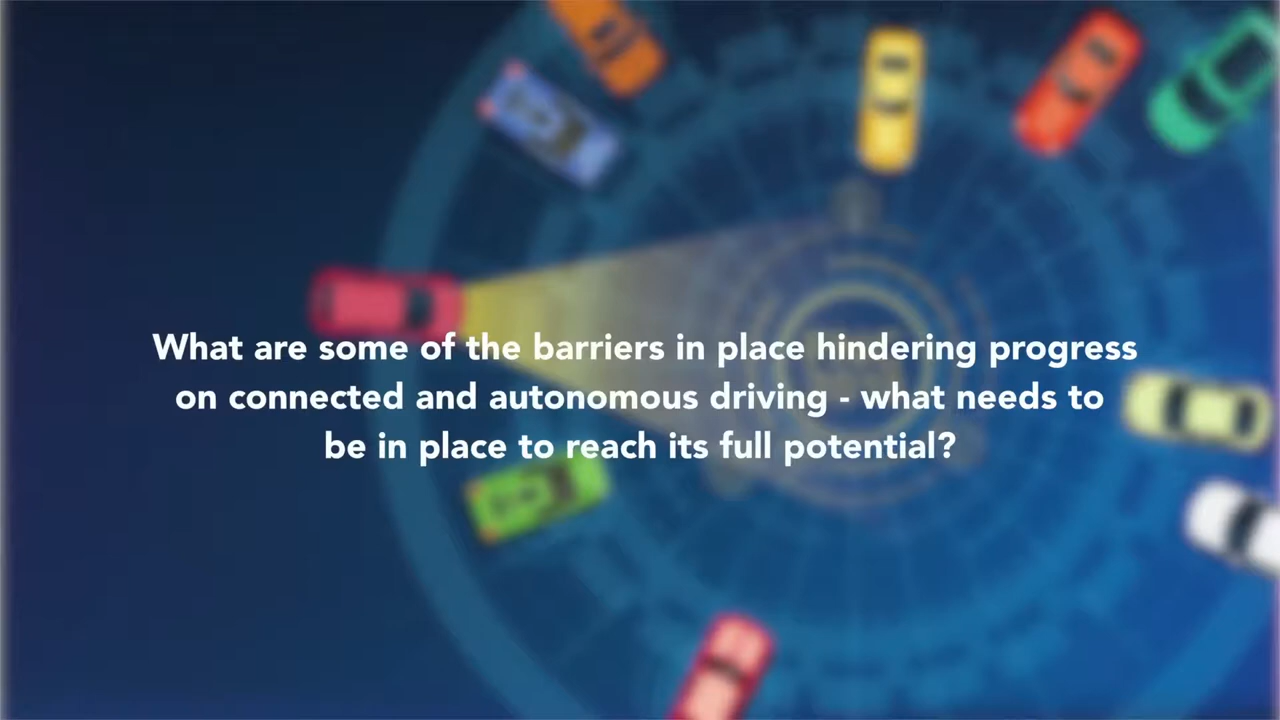 What are some of the barriers in place hindering progress
on connected and autonomous driving - what needs to
be in place to reach its full potential?